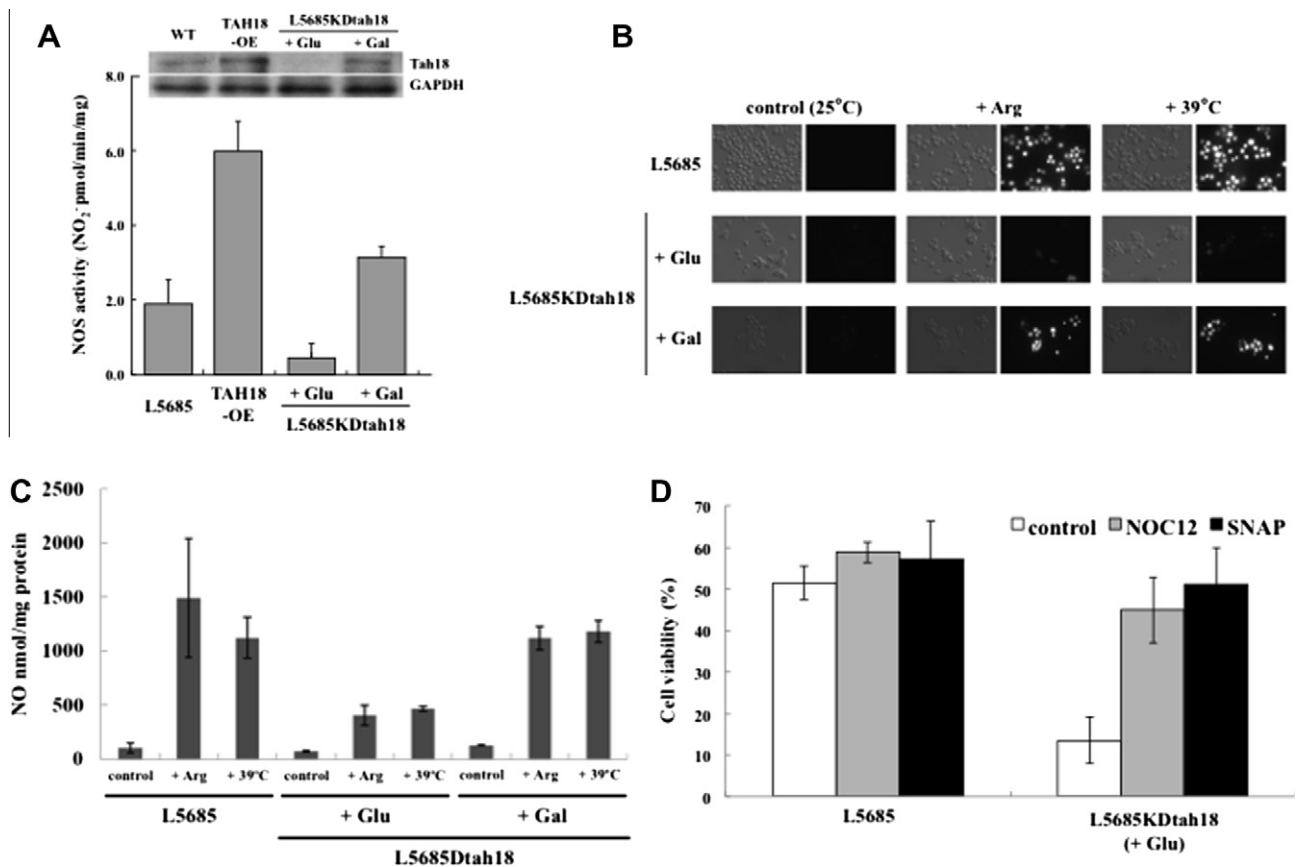 A
WT
TAH18
-OE
L5685KDtah18
+ Glu
+ Gal
Tah18
GAPDH
NOS activity (NO2- pmol/min/mg)
8.0
6.0
4.0
2.0
0.0
L5685
TAH18
-OE
+ Glu
+ Gal
L5685KDtah18
B
control (25°C)
+ Arg
+ 39°C
L5685
+ Glu
L5685KDtah18
+ Gal
C
NO nmol/mg protein
2500
2000
1500
1000
500
0
control
+ Arg
+ 39°C
control
+ Arg
+ 39°C
control
+ Arg
+ 39°C
L5685
+ Glu
+ Gal
L5685Dtah18
D
Cell viability (%)
70
60
50
40
30
20
10
0
control
NOC12
SNAP
L5685
L5685KDtah18
(+ Glu)